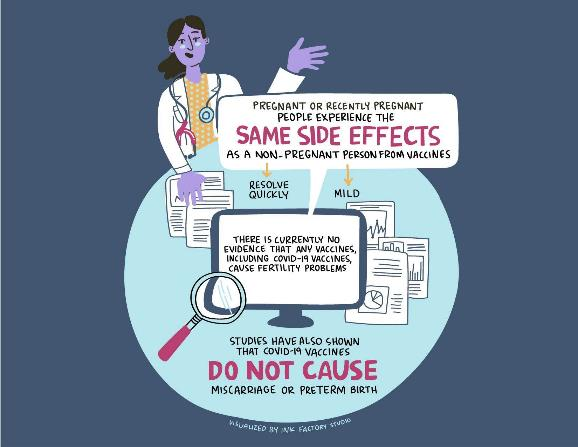 PREGNANT OR RECENTLY PREGNANT
PEOPLE EXPERIENCE THE
SAME SIDE EFFECTS
AS A NON-PREGNANT PERSON FROM VACCINES
RESOLVE
QUICKLY
MILD
THERE IS CURRENTLY NO
EVIDENCE THAT ANY VACCINES,
INCLUDING COVID-19 VACCINES,
CAUSE FERTILITY PROBLEMS
STUDIES HAVE ALSO SHOWN
THAT COVID-19 VACCINES
DO NOT CAUSE
MISCARRIAGE OR PRETERM BIRTH
VISUALIZED BY INK FACTORY STUDIO